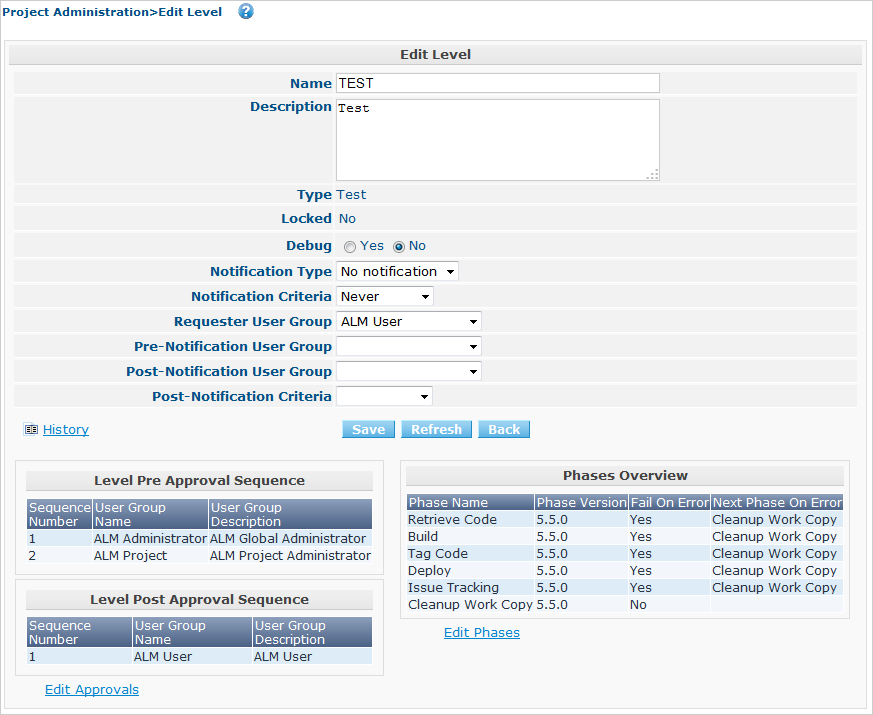 Project Administration>Edit Level ?
Edit Level
Name TEST
Description Test
Type Test
Locked No
Debug Yes No
Notification Type No notification
Notification Criteria Never
Requester User Group ALM User
Pre-Notification User Group
Post-Notification User Group
Post-Notification Criteria
History Save Refresh Back
Level Pre Approval Sequence
Sequence Number User Group Name User Group Description
1 ALM Administrator ALM Global Administrator
2 ALM Project ALM Project Administrator
Level Post Approval Sequence
Sequence Number User Group Name User Group Description
1 ALM User ALM User
Edit Approvals
Phases Overview
Phase Name Phase Version Fail On Error Next Phase On Error
Retrieve Code 5.5.0 Yes Cleanup Work Copy
Build 5.5.0 Yes Cleanup Work Copy
Tag Code 5.5.0 Yes Cleanup Work Copy
Deploy 5.5.0 Yes Cleanup Work Copy
Issue Tracking 5.5.0 Yes Cleanup Work Copy
Cleanup Work Copy 5.5.0 No
Edit Phases